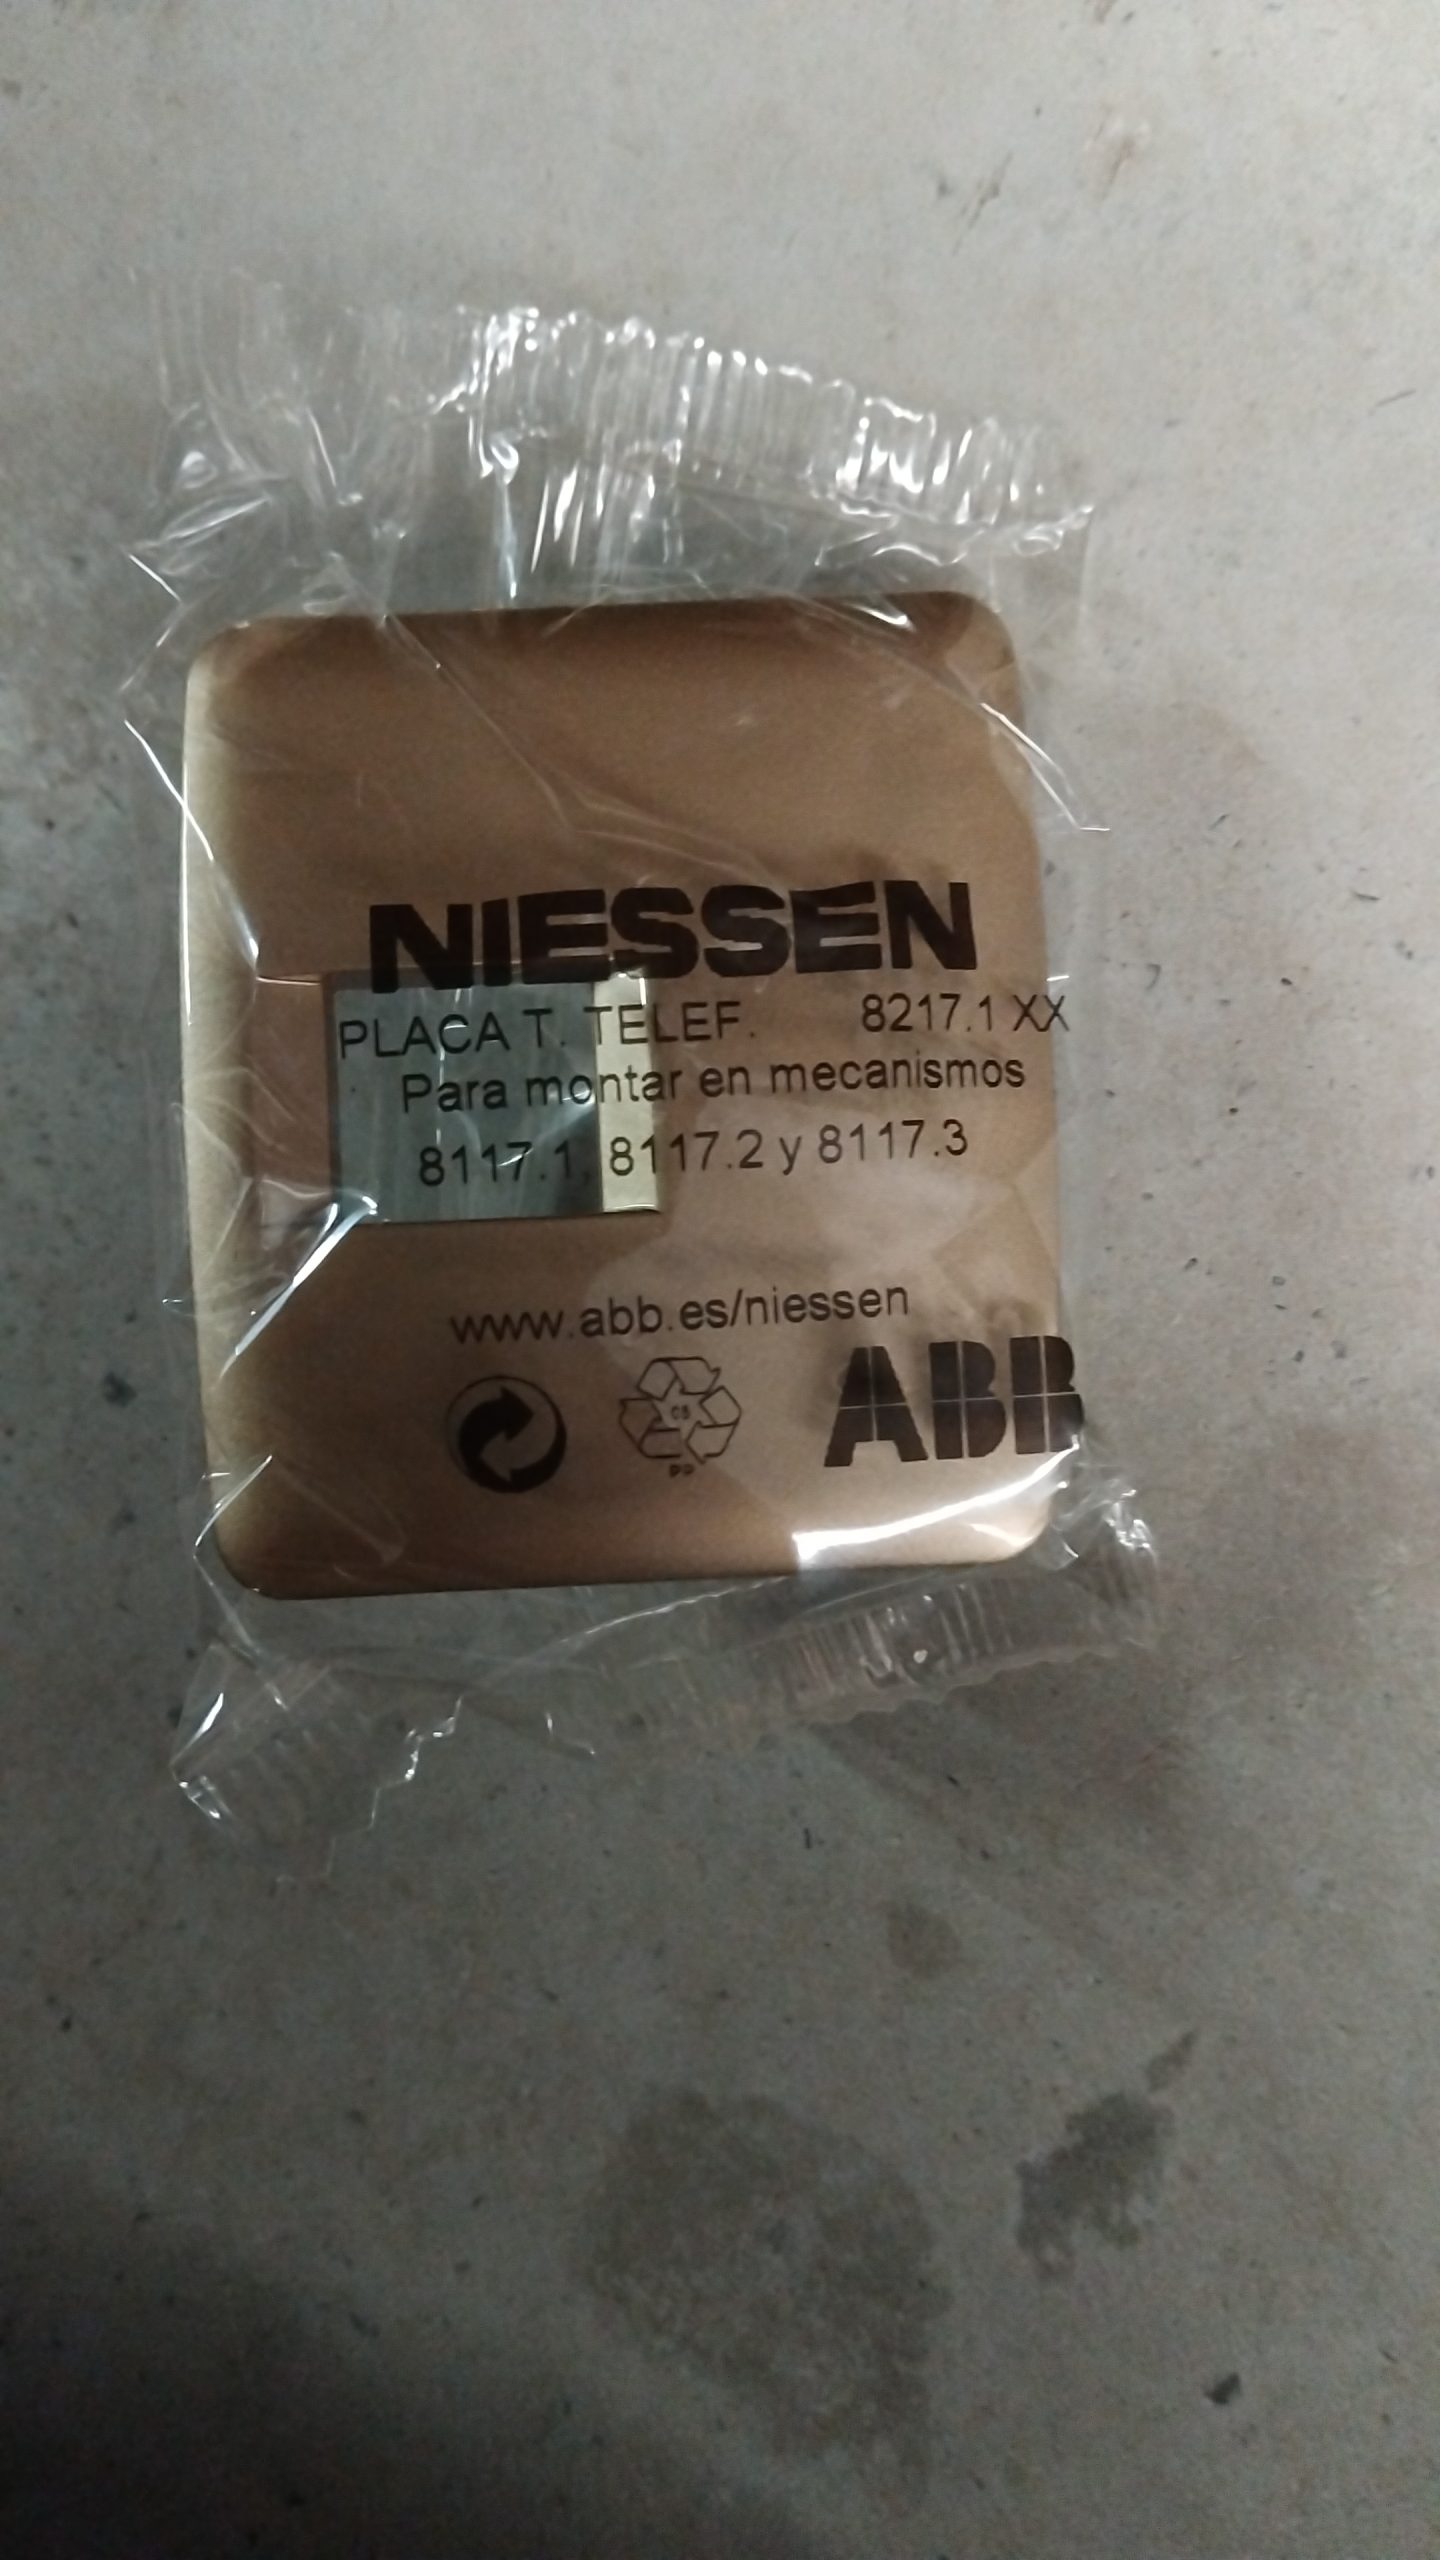 NIESSEN
PLACA T. TELEF. 8217.1 XX
Para montar en mecanismos
8117.1, 8117.2 y 8117.3
www.abb.es/niessen
ABB
PP